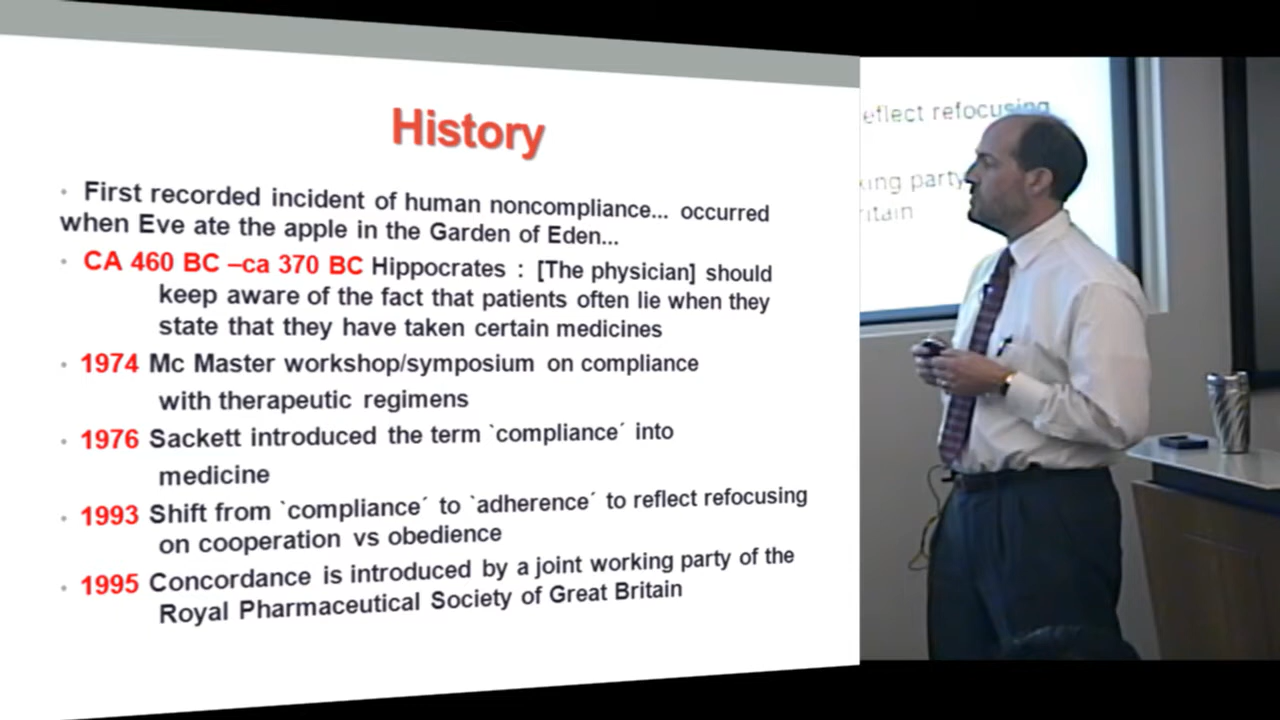 History
• First recorded incident of human noncompliance... occurred
when Eve ate the apple in the Garden of Eden...
• CA 460 BC –ca 370 BC Hippocrates : [The physician] should
keep aware of the fact that patients often lie when they
state that they have taken certain medicines
• 1974 Mc Master workshop/symposium on compliance
with therapeutic regimens
• 1976 Sackett introduced the term `compliance´ into
medicine
• 1993 Shift from `compliance´ to `adherence´ to reflect refocusing
on cooperation vs obedience
• 1995 Concordance is introduced by a joint working party of the
Royal Pharmaceutical Society of Great Britain
eflect refocusing
king party
ritain